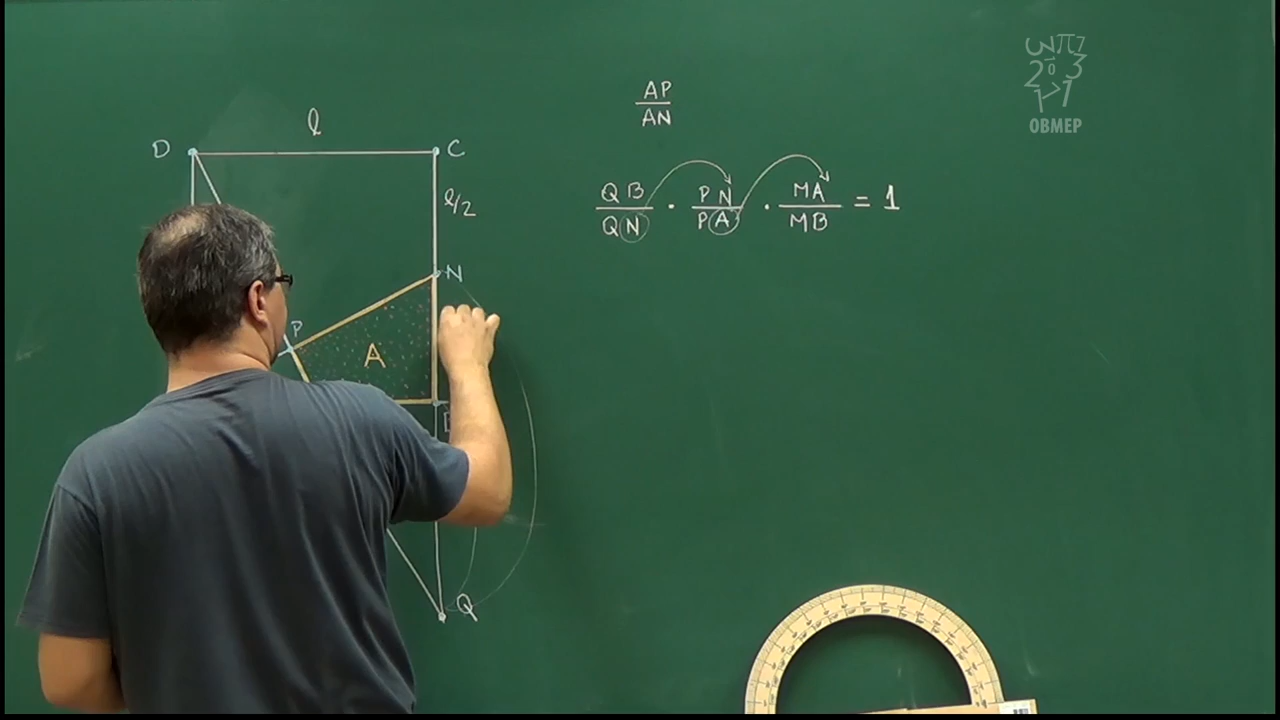 AP
AN
l
D
C
QB / QN · PN / PA · MA / MB = 1
l/2
N
P
A
Q
OBMEP